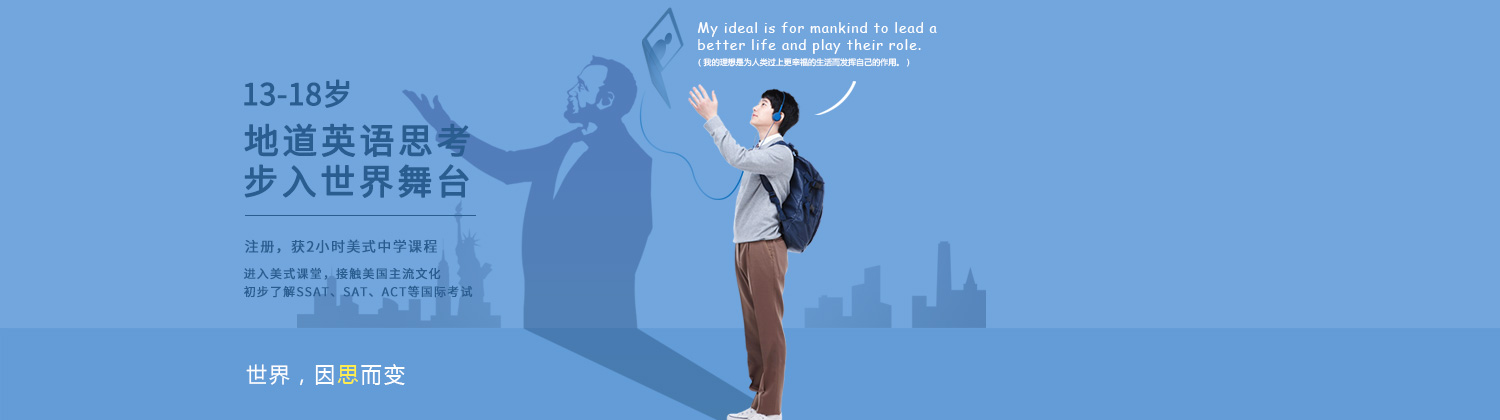 My ideal is for mankind to lead a
better life and play their role.
( 我的理想是为人类过上更幸福的生活而发挥自己的作用。 )
13-18岁
地道英语思考
步入世界舞台
注册，获2小时美式中学课程
进入美式课堂，接触美国主流文化
初步了解SSAT、SAT、ACT等国际考试
世界，因思而变